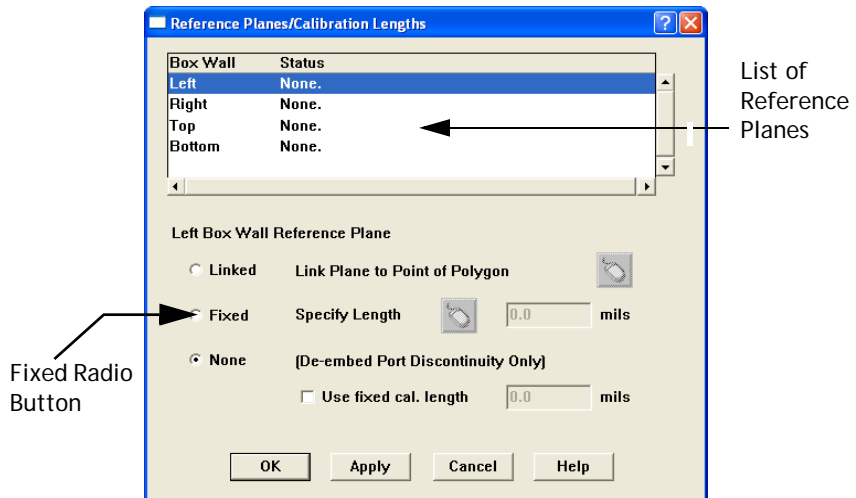 Reference Planes/Calibration Lengths
Box Wall Status
Left None.
Right None.
Top None.
Bottom None.
List of
Reference
Planes
Left Box Wall Reference Plane
Linked Link Plane to Point of Polygon
Fixed Specify Length 0.0 mils
None (De-embed Port Discontinuity Only)
Use fixed cal. length 0.0 mils
Fixed Radio
Button
OK Apply Cancel Help